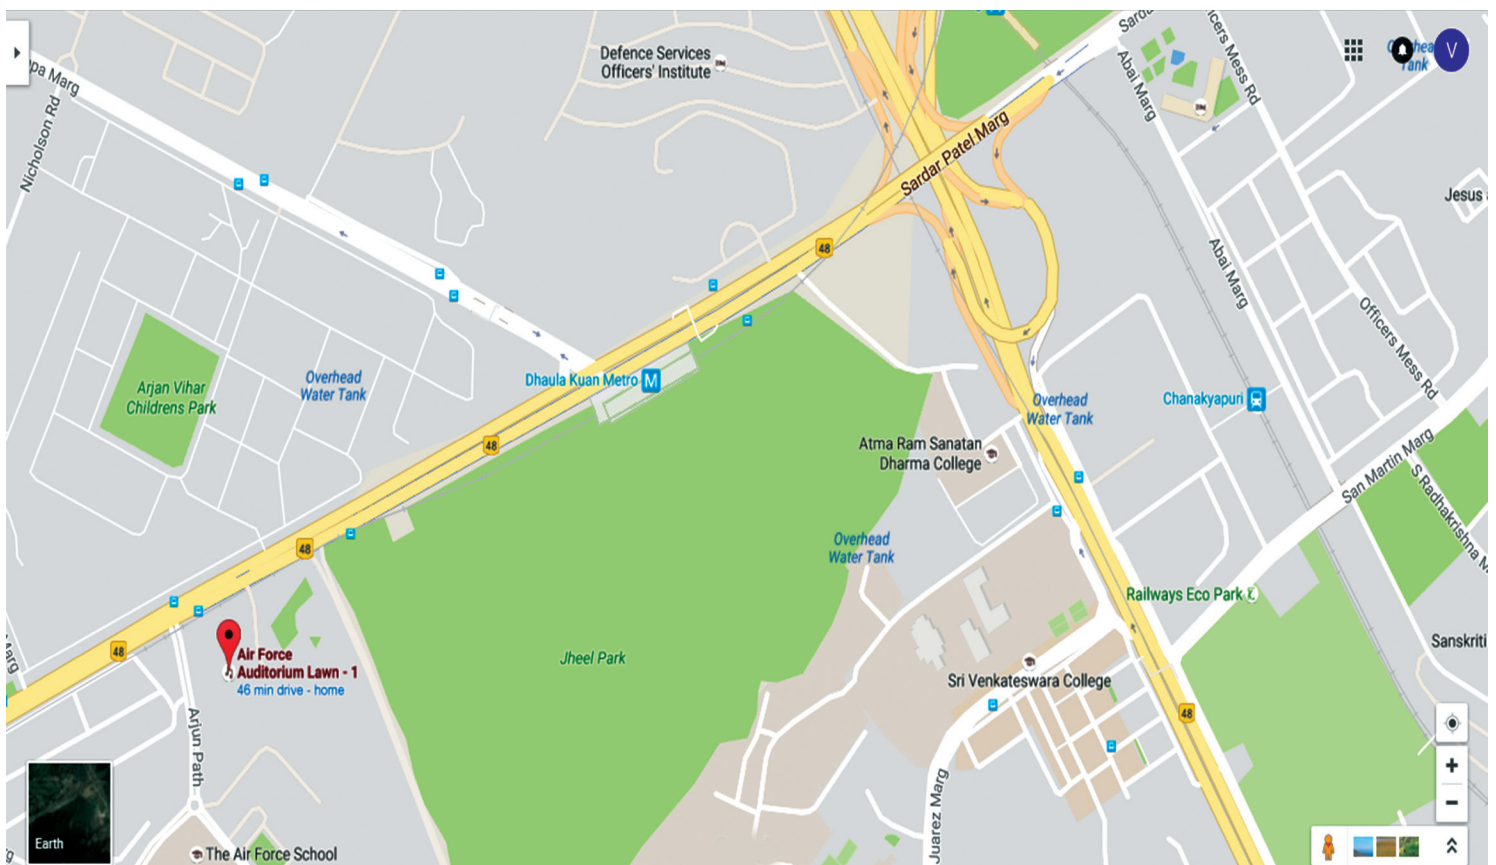 Defence Services
Officers' Institute
Sardar Patel Marg
Nicholson Rd
Abai Marg
Officers Mess Rd
V
Tank
48
Abai Marg
Officers Mess Rd
Arjan Vihar
Childrens Park
Overhead
Water Tank
Dhaula Kuan Metro
M
48
Overhead
Water Tank
Chanakyapuri
Atma Ram Sanatan
Dharma College
San Martin Marg
S Radhakrishna M
48
Overhead
Water Tank
Railways Eco Park
48
Air Force
Auditorium Lawn - 1
46 min drive - home
Jheel Park
Sanskriti
Sri Venkateswara College
48
Arjun Path
Juarez Marg
Earth
The Air Force School